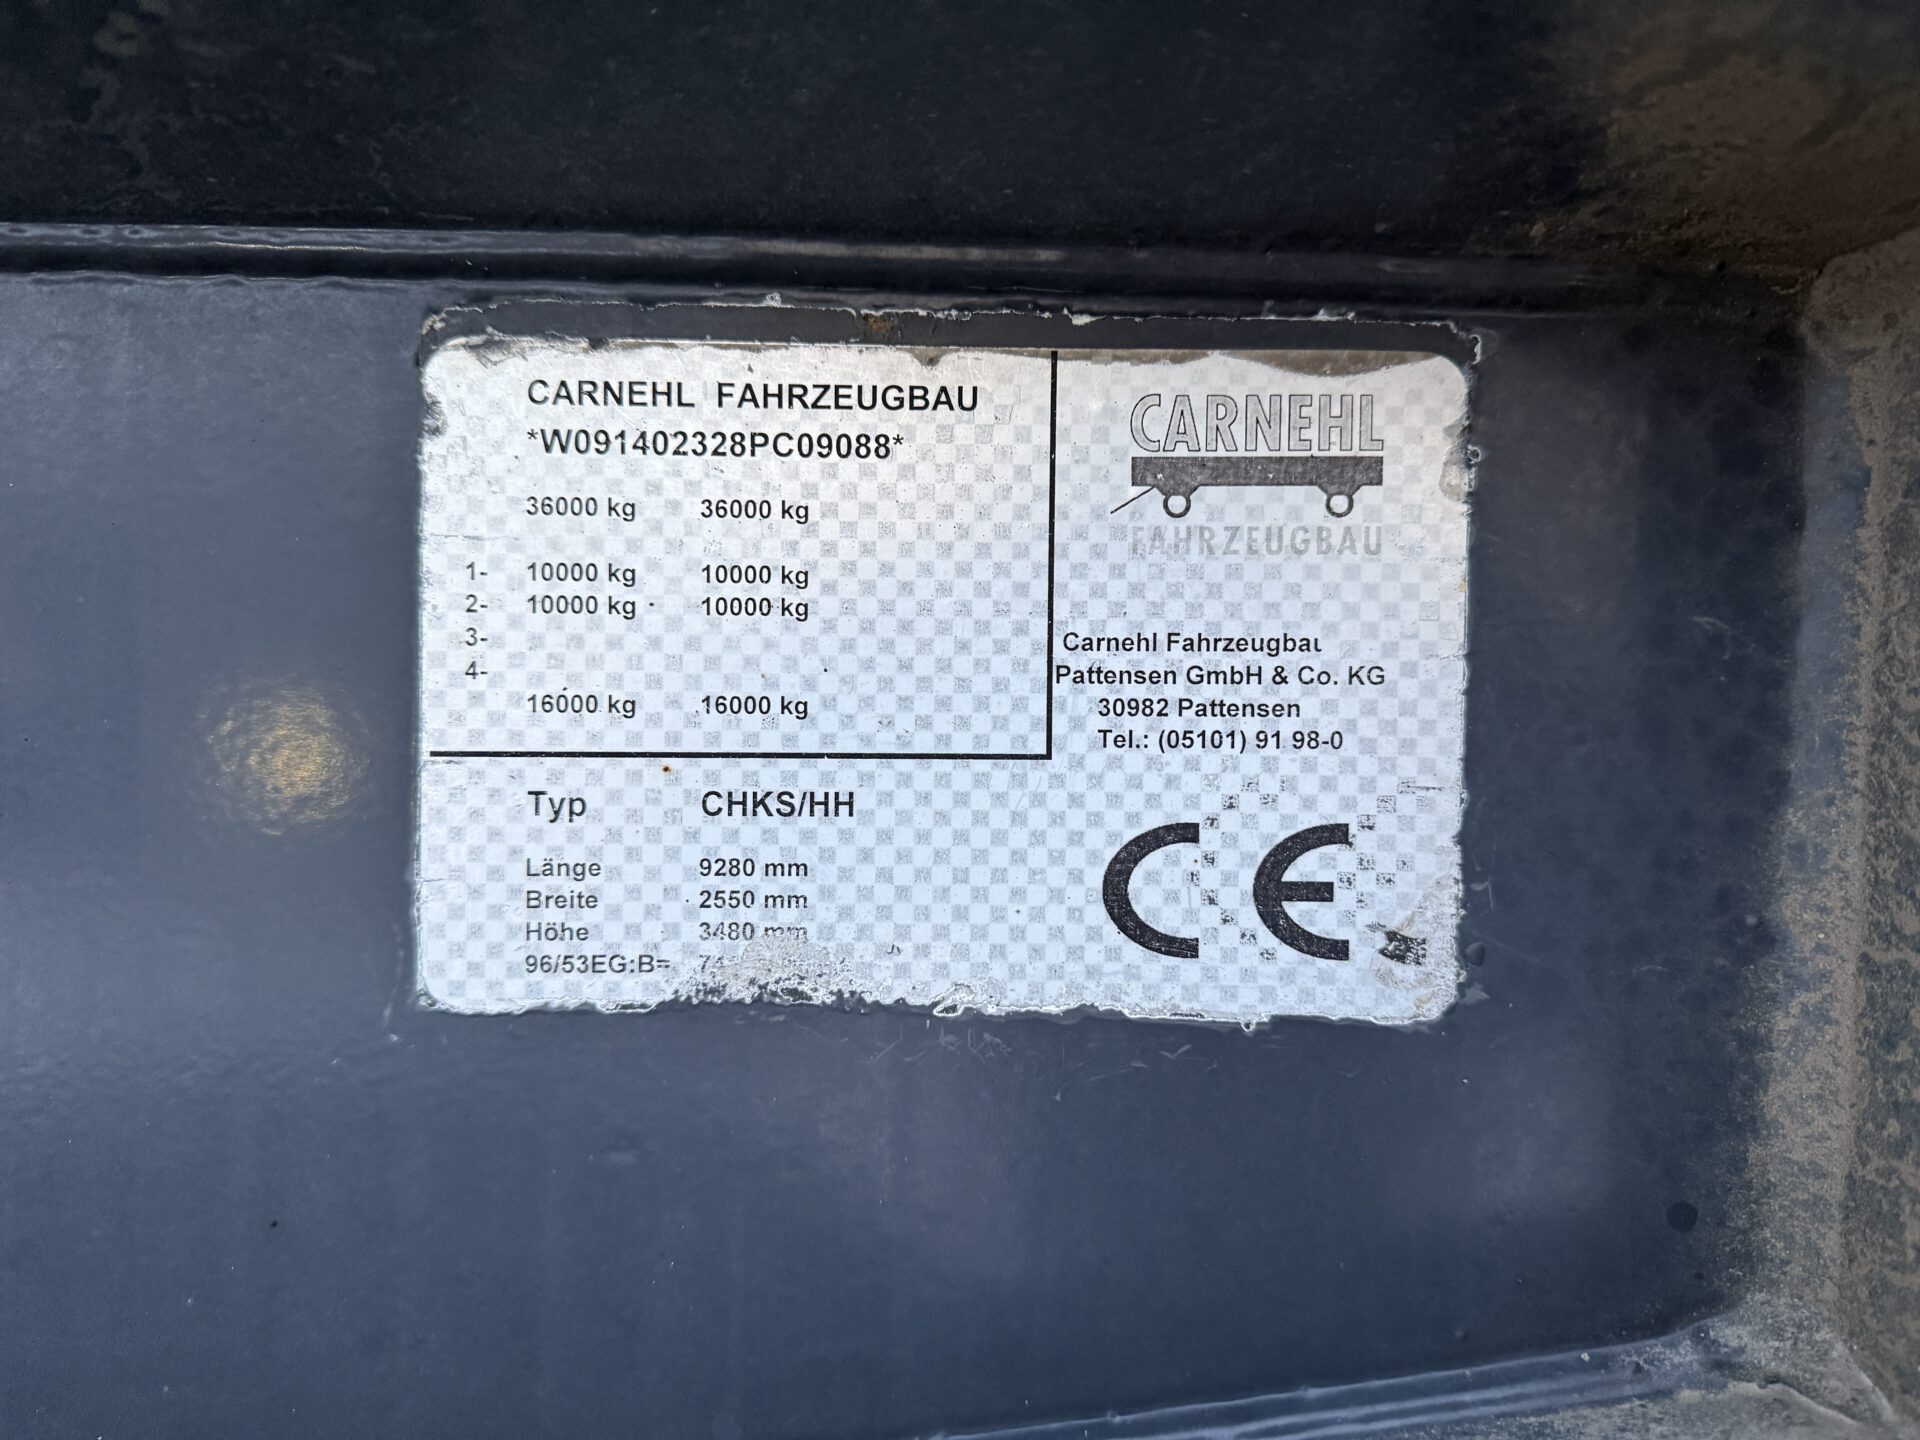 CARNEHL FAHRZEUGBAU
*W091402328PC09088*
36000 kg 36000 kg
1- 10000 kg 10000 kg
2- 10000 kg 10000 kg
3-
4-
16000 kg 16000 kg
CARNEHL
FAHRZEUGBAU
Carnehl Fahrzeugbau
Pattensen GmbH & Co. KG
30982 Pattensen
Tel.: (05101) 91 98-0
Typ CHKS/HH
Länge 9280 mm
Breite 2550 mm
Höhe 3480 mm
96/53EG:B=
CE